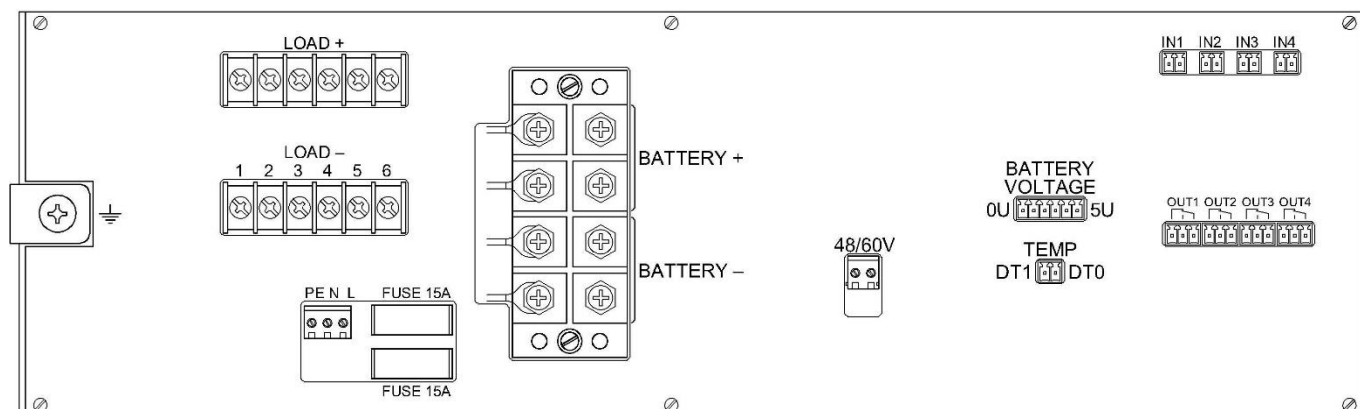 LOAD +
LOAD –
1 2 3 4 5 6
PE N L
FUSE 15A
FUSE 15A
BATTERY +
BATTERY –
48/60V
BATTERY
VOLTAGE
0U 5U
TEMP
DT1 DT0
IN1 IN2 IN3 IN4
OUT1 OUT2 OUT3 OUT4